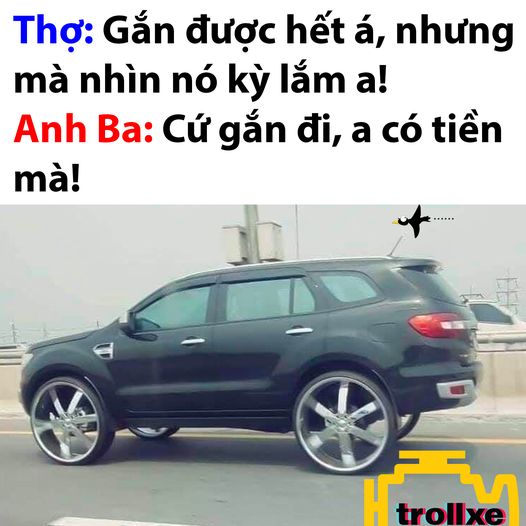 Thợ: Gắn được hết á, nhưng
mà nhìn nó kỳ lắm a!
Anh Ba: Cứ gắn đi, a có tiền
mà!
trollxe